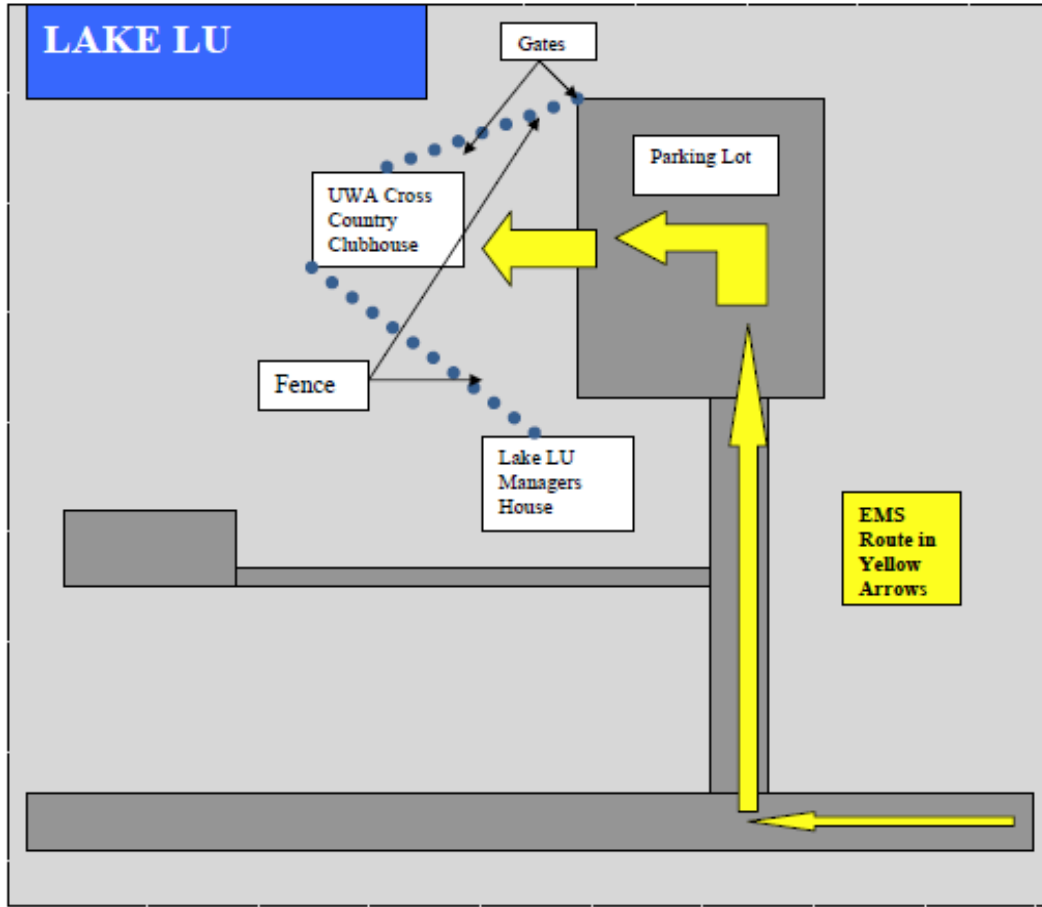 LAKE LU
Gates
Parking Lot
UWA Cross
Country
Clubhouse
Fence
Lake LU
Managers
House
EMS
Route in
Yellow
Arrows